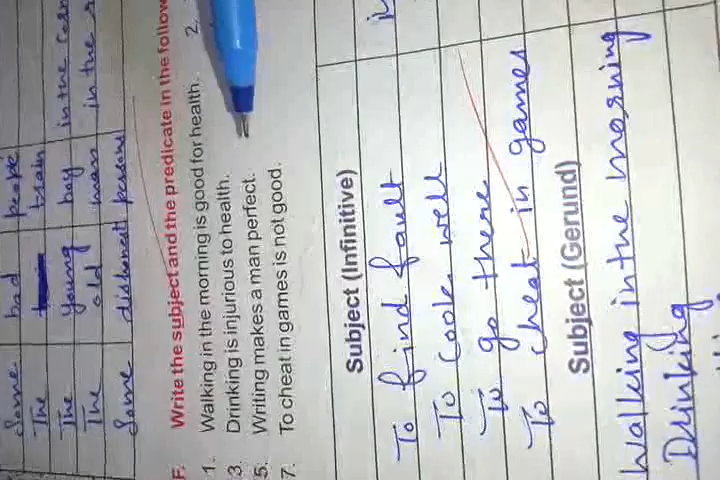 Some bad people
The train
The young boy in the
The old man in the
Some dishonest persons
F. Write the subject and the predicate in the follow
1. Walking in the morning is good for health. 2.
3. Drinking is injurious to health.
5. Writing makes a man perfect.
7. To cheat in games is not good.
Subject (Infinitive)
To find fault
To cook well
To go there
To cheat in games
Subject (Gerund)
Walking in the morning
Drinking